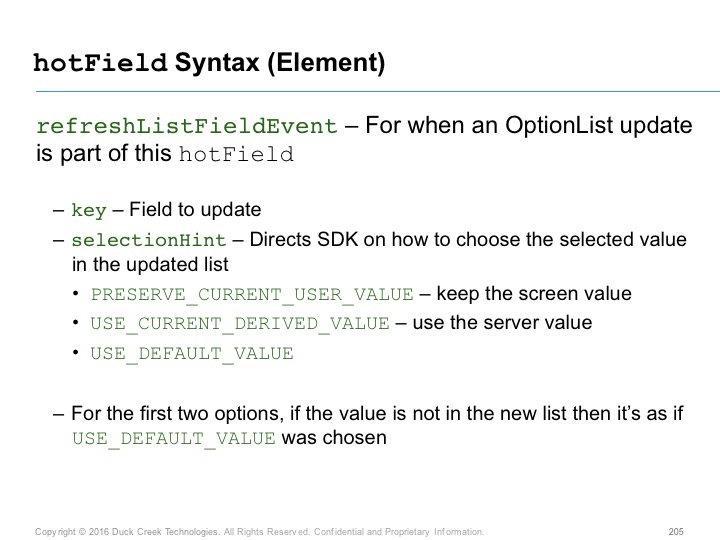 hotField Syntax (Element)
refreshListFieldEvent – For when an OptionList update
is part of this hotField
– key – Field to update
– selectionHint – Directs SDK on how to choose the selected value
in the updated list
• PRESERVE_CURRENT_USER_VALUE – keep the screen value
• USE_CURRENT_DERIVED_VALUE – use the server value
• USE_DEFAULT_VALUE
– For the first two options, if the value is not in the new list then it’s as if
USE_DEFAULT_VALUE was chosen
Copyright © 2016 Duck Creek Technologies. All Rights Reserved. Confidential and Proprietary Information. 205